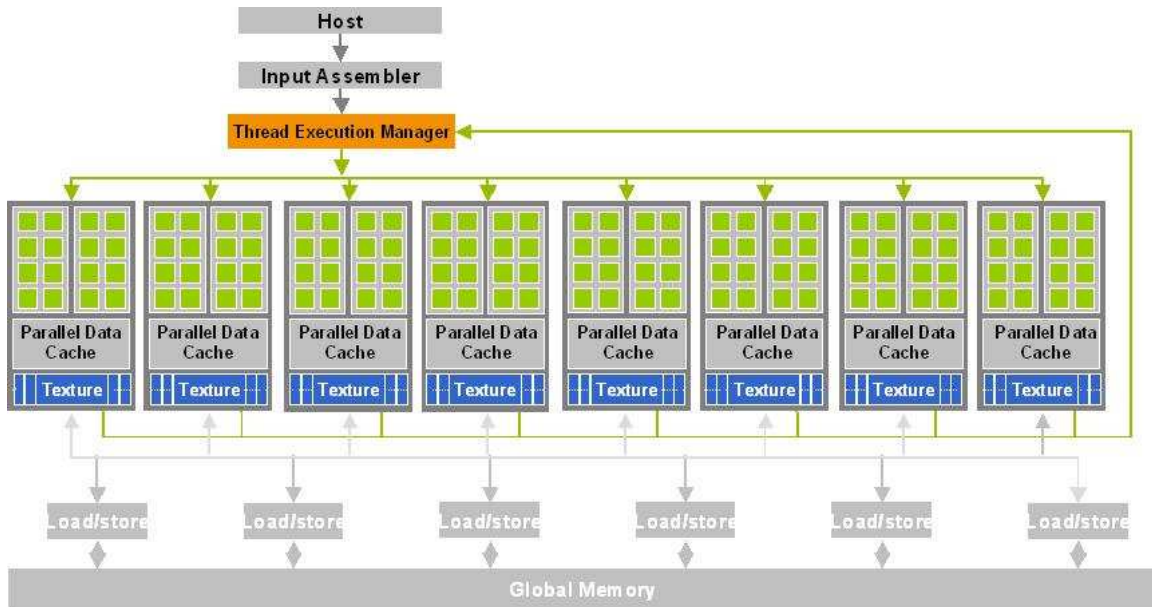 Host
Input Assembler
Thread Execution Manager
Parallel Data
Cache
Parallel Data
Cache
Parallel Data
Cache
Parallel Data
Cache
Parallel Data
Cache
Parallel Data
Cache
Parallel Data
Cache
Parallel Data
Cache
Texture
Texture
Texture
Texture
Texture
Texture
Texture
Texture
Load/store
Load/store
Load/store
Load/store
Load/store
Load/store
Global Memory